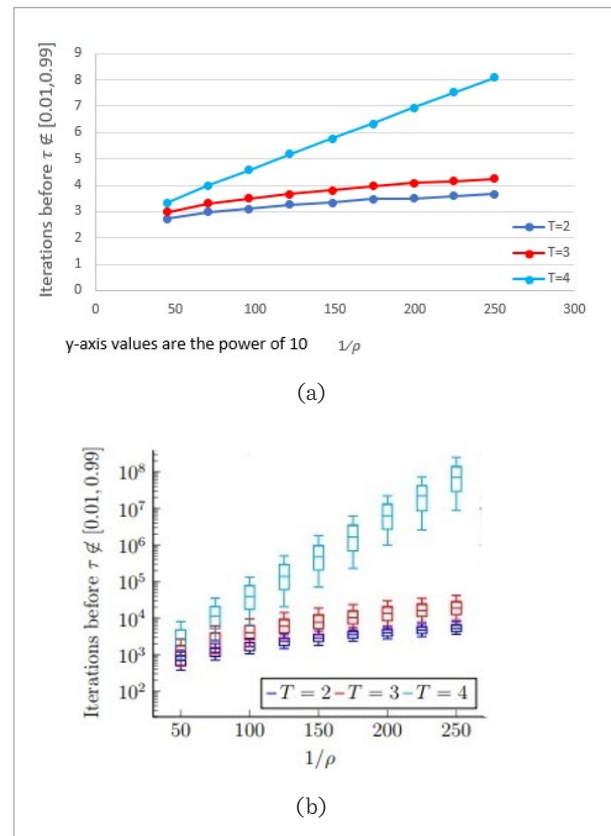 9
8
7
6
5
4
3
2
1
0
Iterations before τ ∉ [0.01,0.99]
0 50 100 150 200 250 300
T=2
T=3
T=4
y-axis values are the power of 10 1/ρ
(a)
10⁸
10⁷
10⁶
10⁵
10⁴
10³
10²
Iterations before τ ∉ [0.01, 0.99]
T = 2 T = 3 T = 4
50 100 150 200 250
1/ρ
(b)